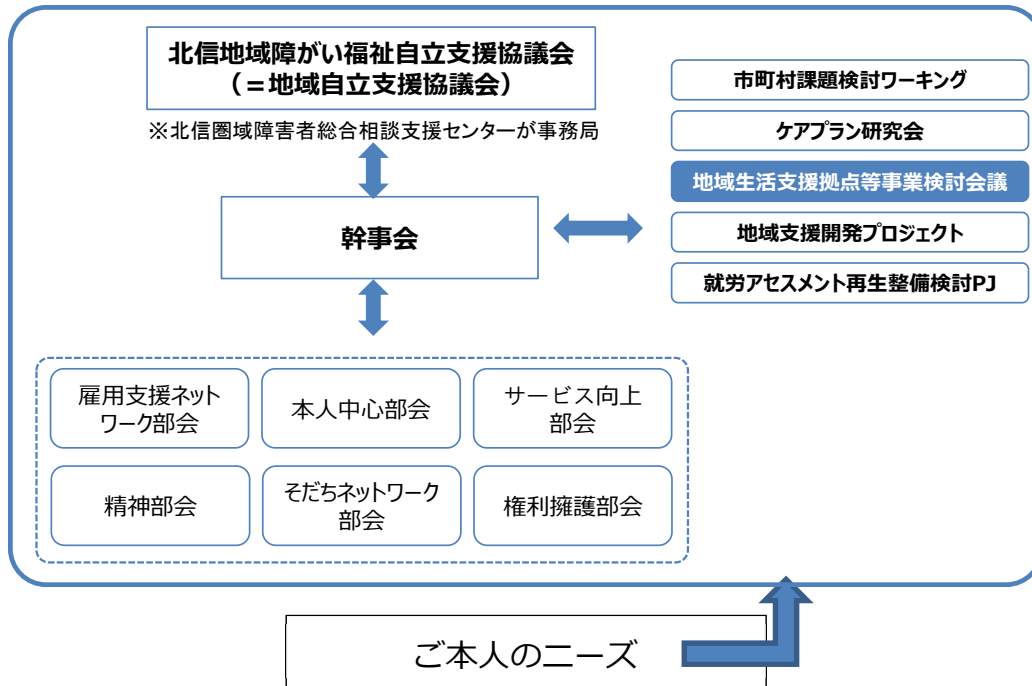 北信地域障がい福祉自立支援協議会
（＝地域自立支援協議会）
※北信圏域障害者総合相談支援センターが事務局
幹事会
市町村課題検討ワーキング
ケアプラン研究会
地域生活支援拠点等事業検討会議
地域支援開発プロジェクト
就労アセスメント再生整備検討PJ
雇用支援ネット
ワーク部会
本人中心部会
サービス向上
部会
精神部会
そだちネットワーク
部会
権利擁護部会
ご本人のニーズ